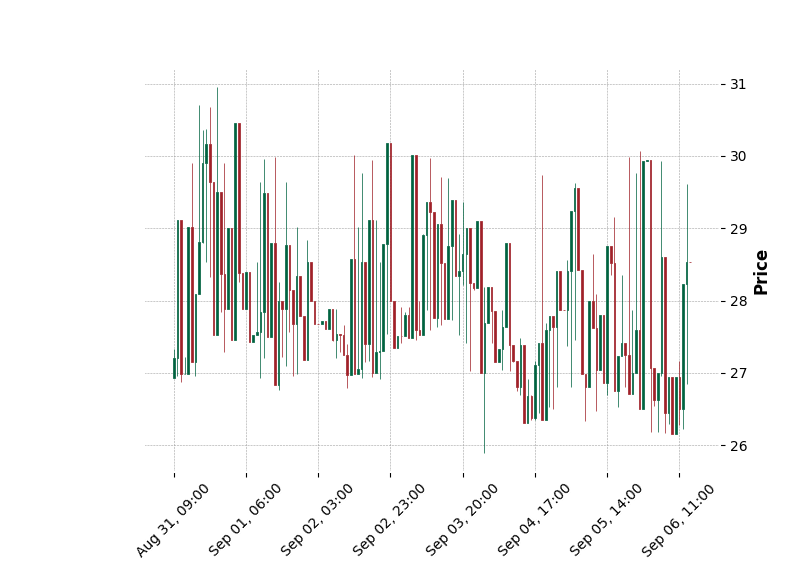 31
30
29
28
27
26
Price
Aug 31, 09:00
Sep 01, 06:00
Sep 02, 03:00
Sep 02, 23:00
Sep 03, 20:00
Sep 04, 17:00
Sep 05, 14:00
Sep 06, 11:00